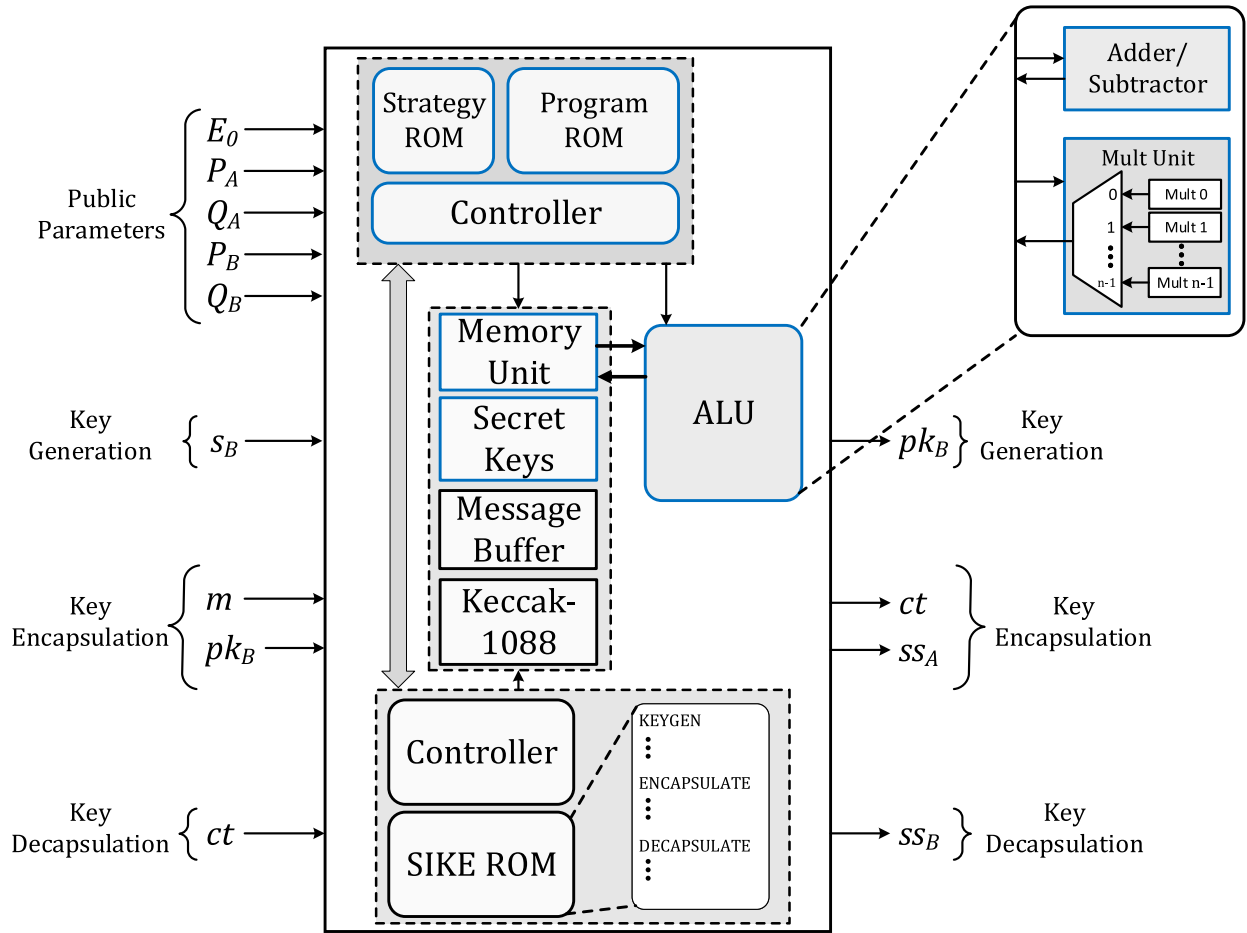 Strategy
ROM
Program
ROM
Controller
Public
Parameters
E0
PA
QA
PB
QB
Memory
Unit
Secret
Keys
Message
Buffer
Keccak-
1088
ALU
Adder/
Subtractor
Mult Unit
0
Mult 0
1
Mult 1
n-1
Mult n-1
Key
Generation
sB
pkB
Key
Generation
Key
Encapsulation
m
pkB
ct
ssA
Key
Encapsulation
Controller
SIKE ROM
KEYGEN
ENCAPSULATE
DECAPSULATE
Key
Decapsulation
ct
ssB
Key
Decapsulation